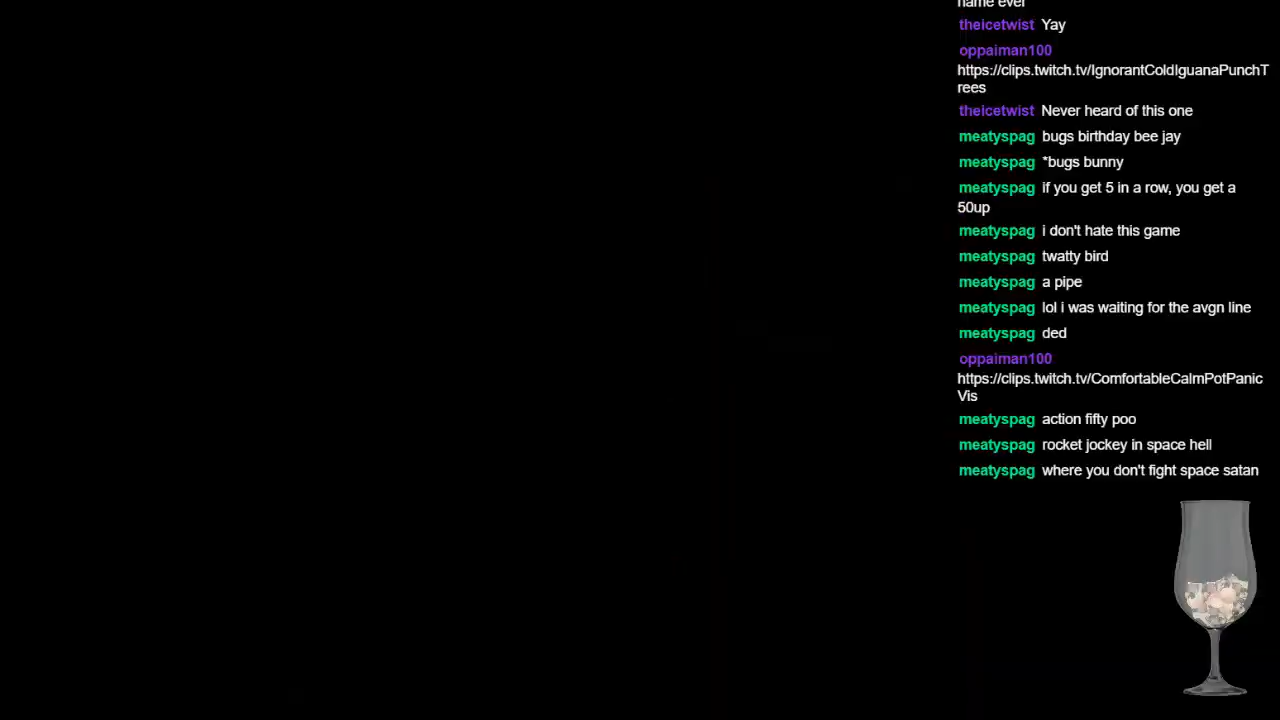 name ever
theicetwist Yay
oppaiman100
https://clips.twitch.tv/IgnorantColdIguanaPunchT
rees
theicetwist Never heard of this one
meatyspag bugs birthday bee jay
meatyspag *bugs bunny
meatyspag if you get 5 in a row, you get a
50up
meatyspag i don't hate this game
meatyspag twatty bird
meatyspag a pipe
meatyspag lol i was waiting for the avgn line
meatyspag ded
oppaiman100
https://clips.twitch.tv/ComfortableCalmPotPanic
Vis
meatyspag action fifty poo
meatyspag rocket jockey in space hell
meatyspag where you don't fight space satan